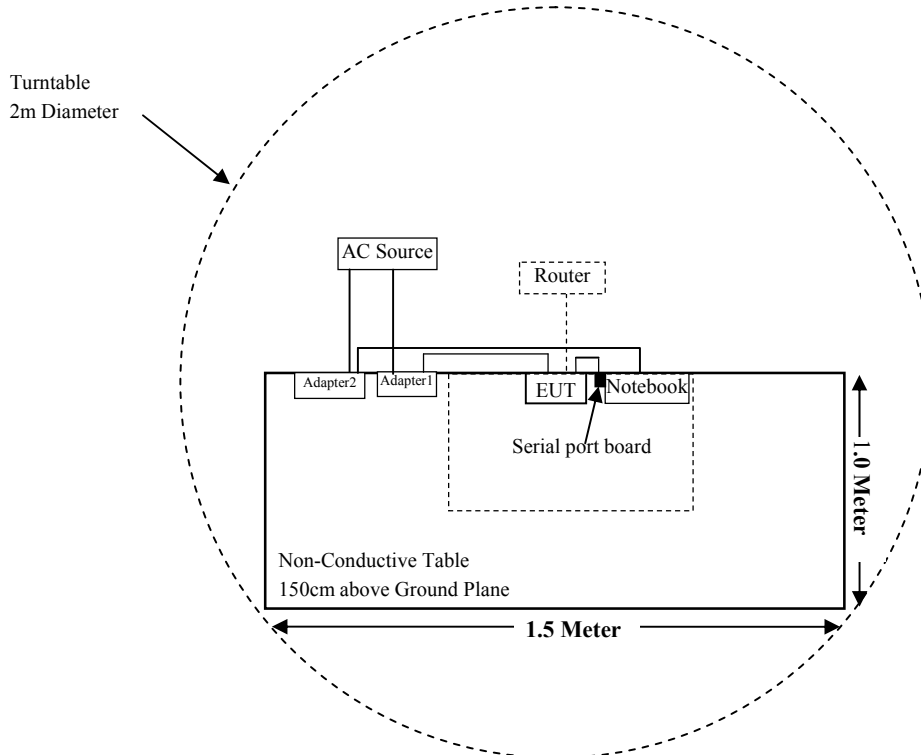 Turntable
2m Diameter
AC Source
Router
Adapter2
Adapter1
EUT
Notebook
Serial port board
1.0 Meter
Non-Conductive Table
150cm above Ground Plane
1.5 Meter